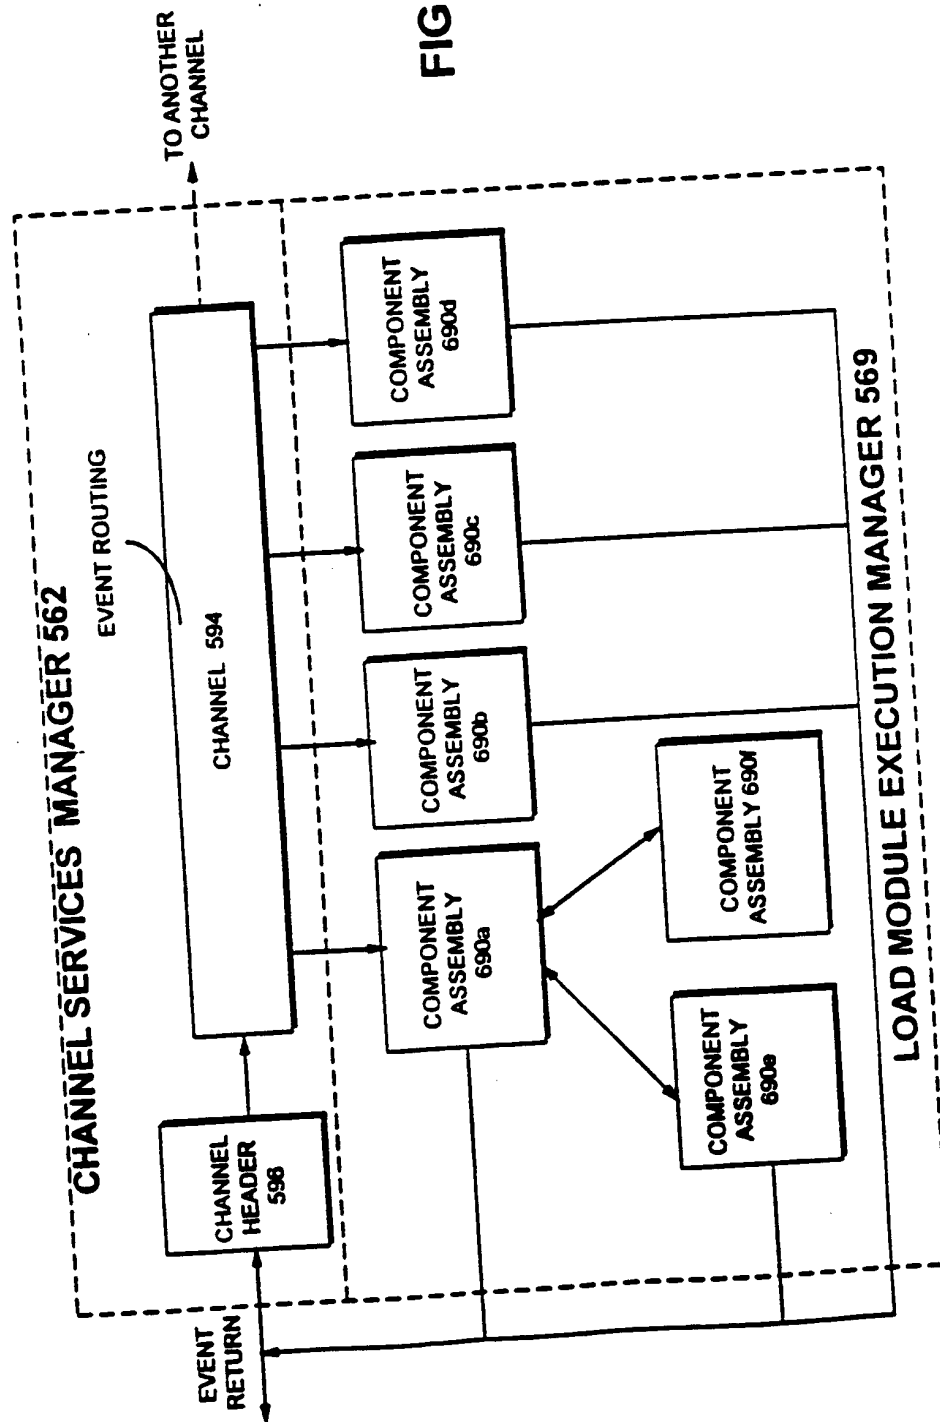 CHANNEL SERVICES MANAGER 562
EVENT ROUTING
TO ANOTHER
CHANNEL
EVENT
RETURN
CHANNEL
HEADER
596
CHANNEL 594
COMPONENT
ASSEMBLY
690a
COMPONENT
ASSEMBLY
690b
COMPONENT
ASSEMBLY
690c
COMPONENT
ASSEMBLY
690d
COMPONENT
ASSEMBLY
690e
COMPONENT
ASSEMBLY 690f
LOAD MODULE EXECUTION MANAGER 569
FIG